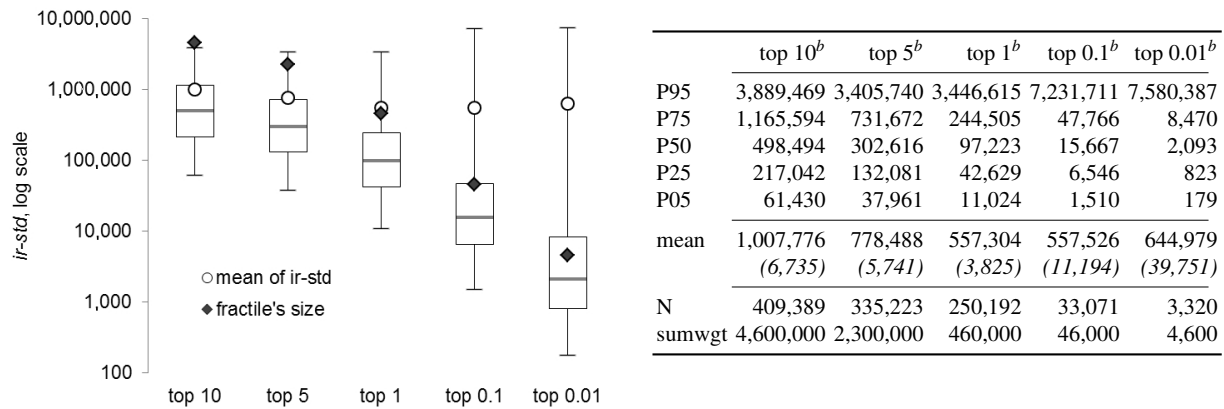 10,000,000
1,000,000
100,000
10,000
1,000
100
ir-std, log scale
mean of ir-std
fractile's size
top 10 top 5 top 1 top 0.1 top 0.01
top 10b top 5b top 1b top 0.1b top 0.01b
P95 3,889,469 3,405,740 3,446,615 7,231,711 7,580,387
P75 1,165,594 731,672 244,505 47,766 8,470
P50 498,494 302,616 97,223 15,667 2,093
P25 217,042 132,081 42,629 6,546 823
P05 61,430 37,961 11,024 1,510 179
mean 1,007,776 778,488 557,304 557,526 644,979
(6,735) (5,741) (3,825) (11,194) (39,751)
N 409,389 335,223 250,192 33,071 3,320
sumwgt 4,600,000 2,300,000 460,000 46,000 4,600